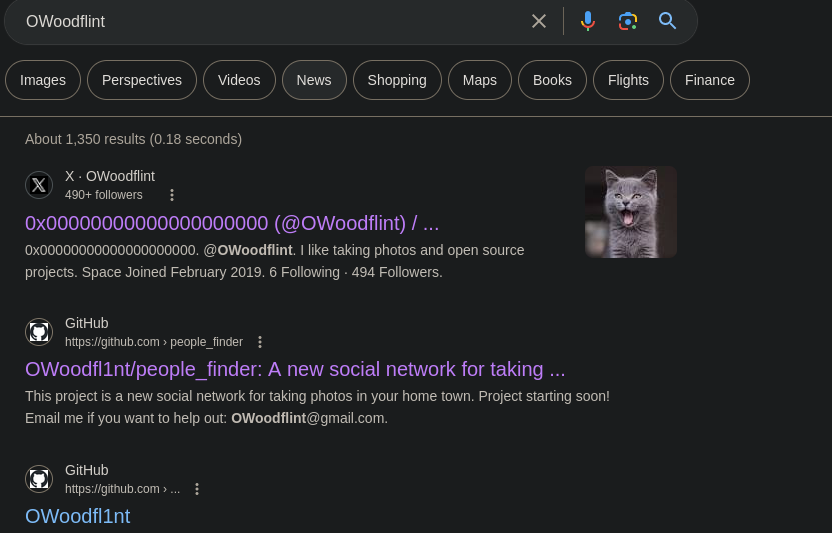 OWoodflint
Images Perspectives Videos News Shopping Maps Books Flights Finance
About 1,350 results (0.18 seconds)
X · OWoodflint
490+ followers
0x00000000000000000000 (@OWoodflint) / ...
0x00000000000000000000. @OWoodflint. I like taking photos and open source
projects. Space Joined February 2019. 6 Following · 494 Followers.
GitHub
https://github.com › people_finder
OWoodfl1nt/people_finder: A new social network for taking ...
This project is a new social network for taking photos in your home town. Project starting soon!
Email me if you want to help out: OWoodflint@gmail.com.
GitHub
https://github.com › ...
OWoodfl1nt